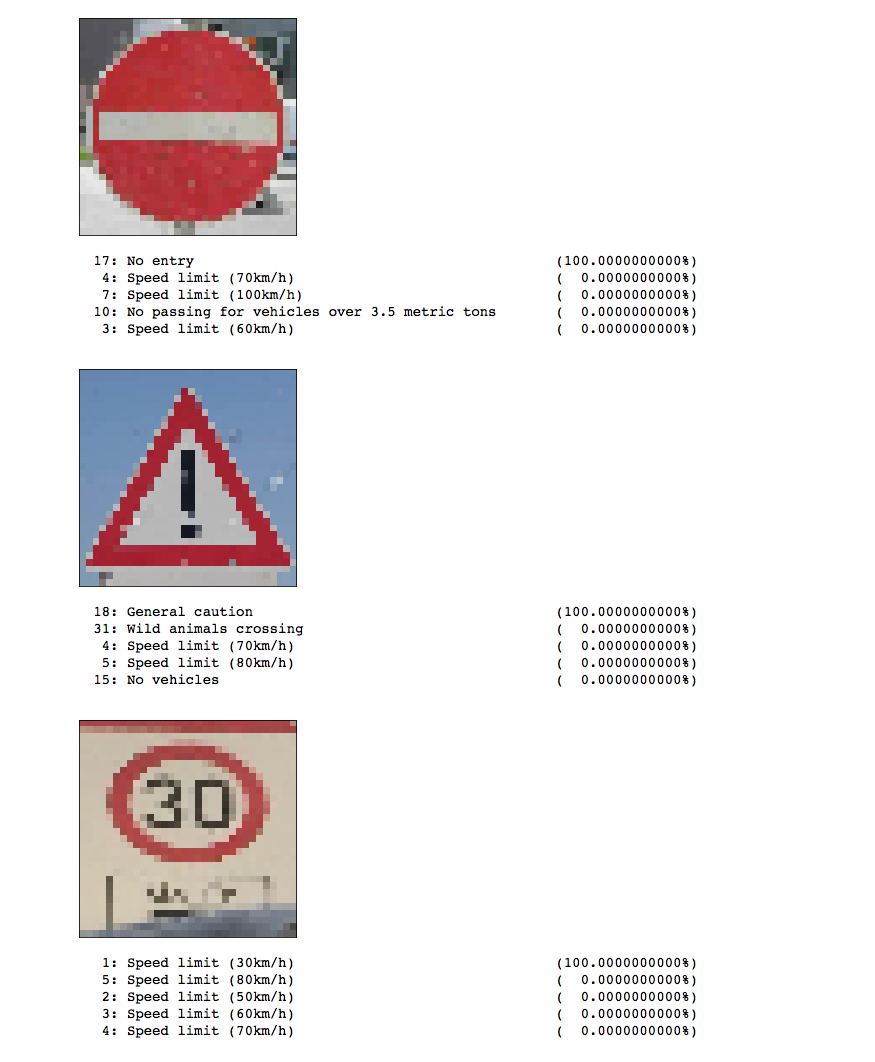 17: No entry (100.0000000000%)
4: Speed limit (70km/h) ( 0.0000000000%)
7: Speed limit (100km/h) ( 0.0000000000%)
10: No passing for vehicles over 3.5 metric tons ( 0.0000000000%)
3: Speed limit (60km/h) ( 0.0000000000%)
!
18: General caution (100.0000000000%)
31: Wild animals crossing ( 0.0000000000%)
4: Speed limit (70km/h) ( 0.0000000000%)
5: Speed limit (80km/h) ( 0.0000000000%)
15: No vehicles ( 0.0000000000%)
30
1: Speed limit (30km/h) (100.0000000000%)
5: Speed limit (80km/h) ( 0.0000000000%)
2: Speed limit (50km/h) ( 0.0000000000%)
3: Speed limit (60km/h) ( 0.0000000000%)
4: Speed limit (70km/h) ( 0.0000000000%)